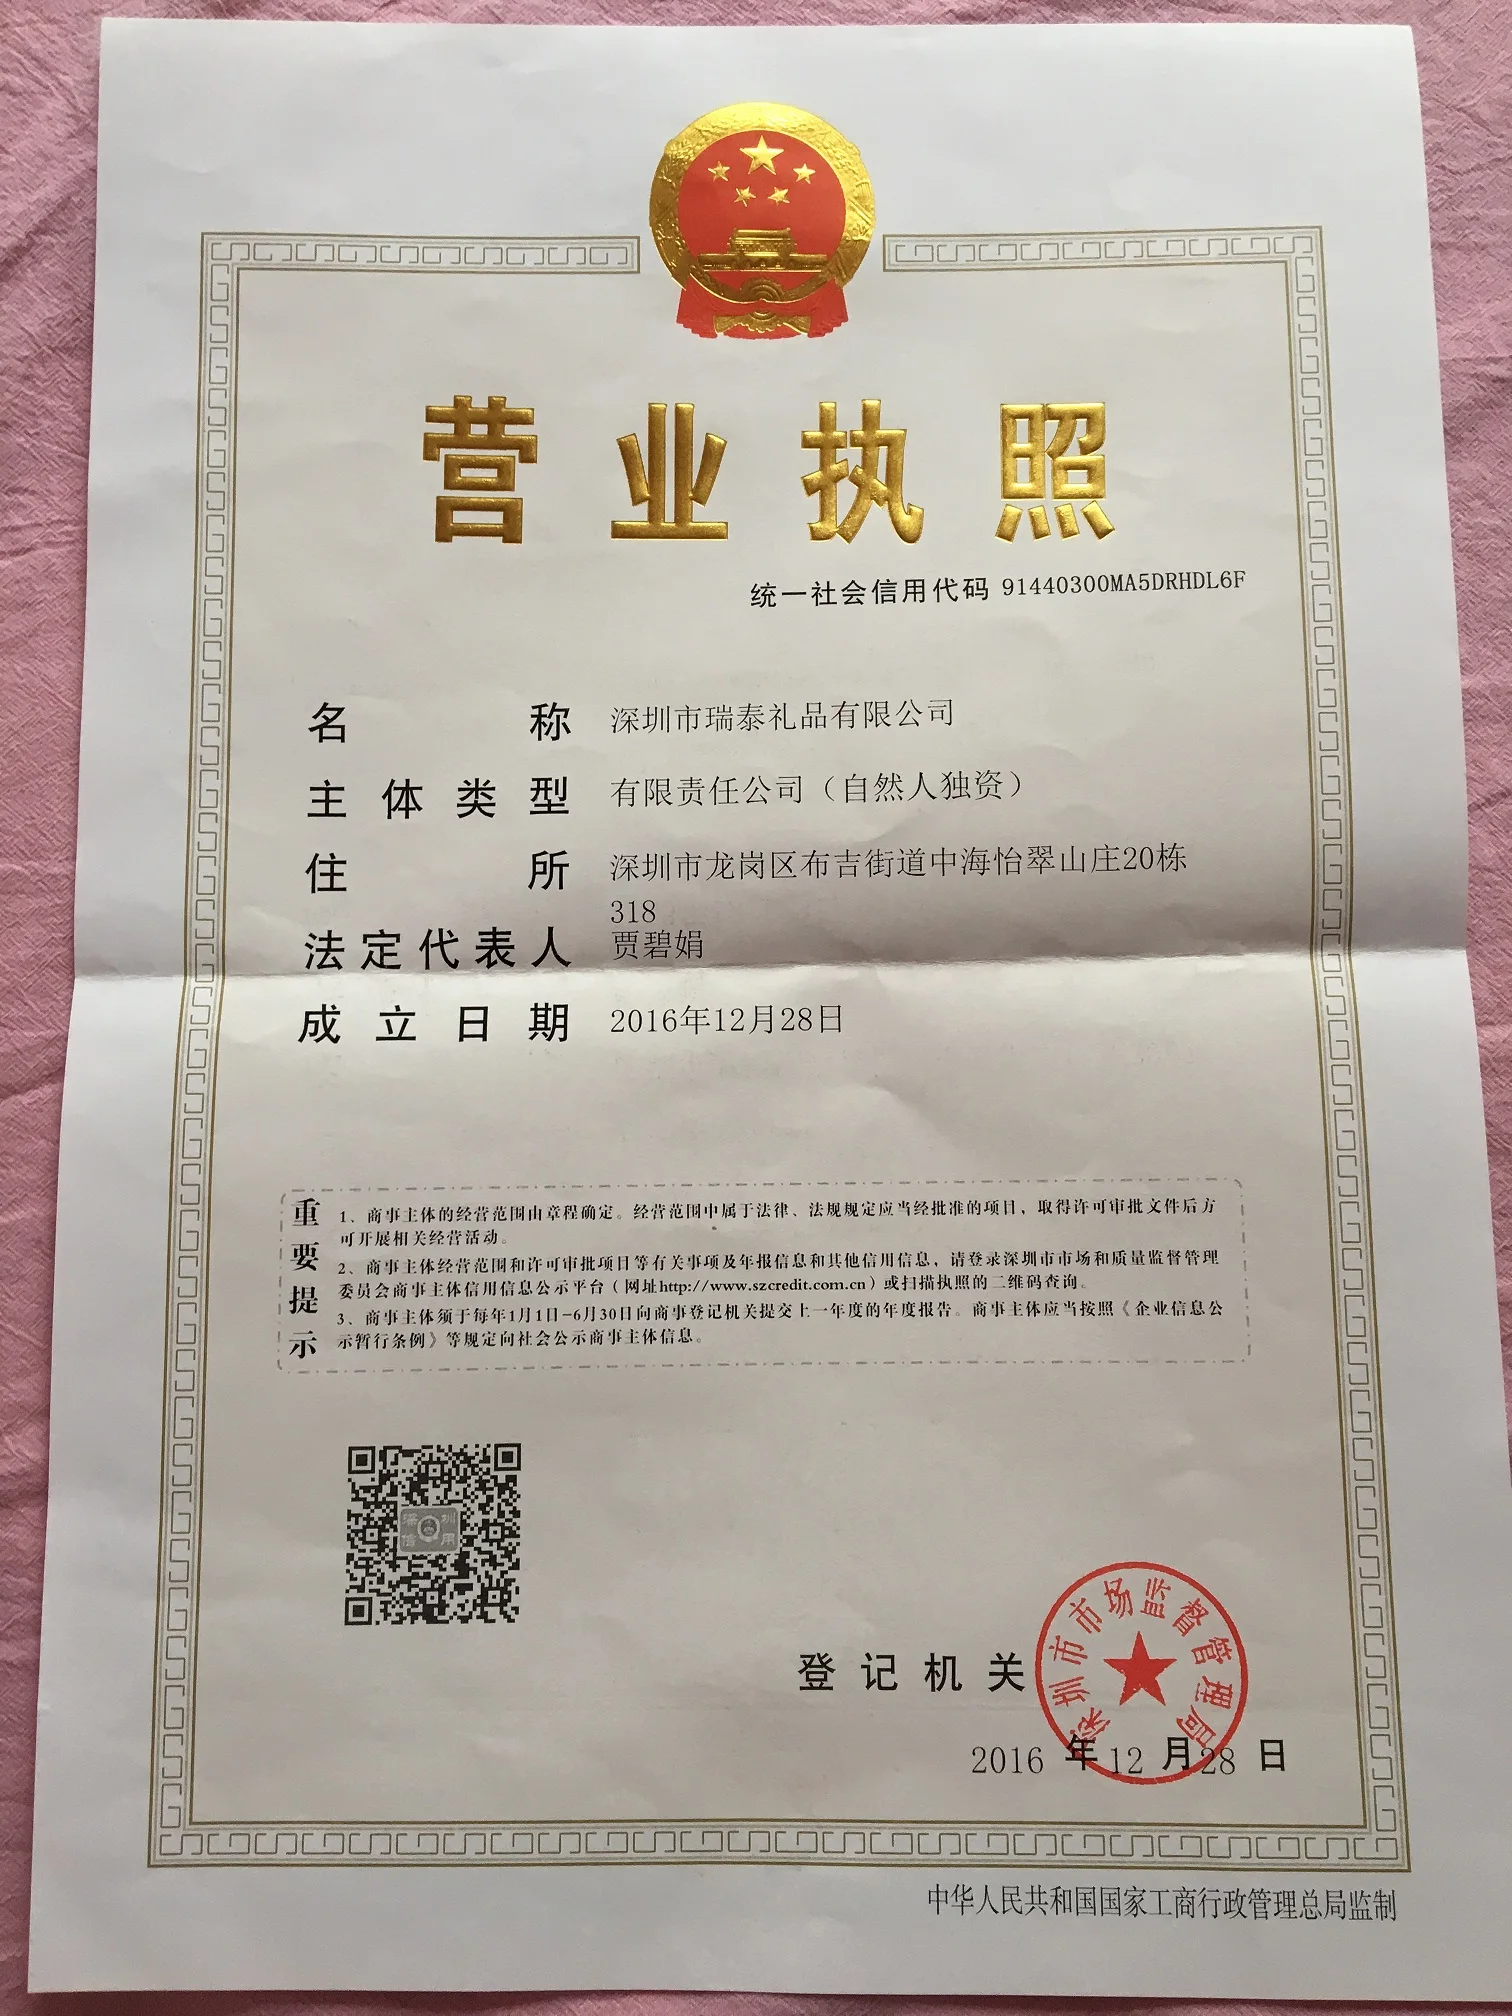 营业执照
统一社会信用代码 91440300MA5DRHDL6F
名称 深圳市瑞泰礼品有限公司
主体类型 有限责任公司（自然人独资）
住所 深圳市龙岗区布吉街道中海怡翠山庄20栋
318
法定代表人 贾碧娟
成立日期 2016年12月28日
重要提示
1、商事主体的经营范围由章程确定。经营范围中属于法律、法规规定应当经批准的项目，取得许可审批文件后方
可开展相关经营活动。
2、商事主体经营范围和许可审批项目等有关事项及年报信息和其他信用信息，请登录深圳市市场和质量监督管理
委员会商事主体信用信息公示平台（网址http://www.szcredit.com.cn）或扫描执照的二维码查询。
3、商事主体须于每年1月1日-6月30日向商事登记机关提交上一年度的年度报告。商事主体应当按照《企业信息公
示暂行条例》等规定向社会公示商事主体信息。
深圳
信用
登记机关
深圳市市场监督管理局
2016 年 12 月 28 日
中华人民共和国国家工商行政管理总局监制